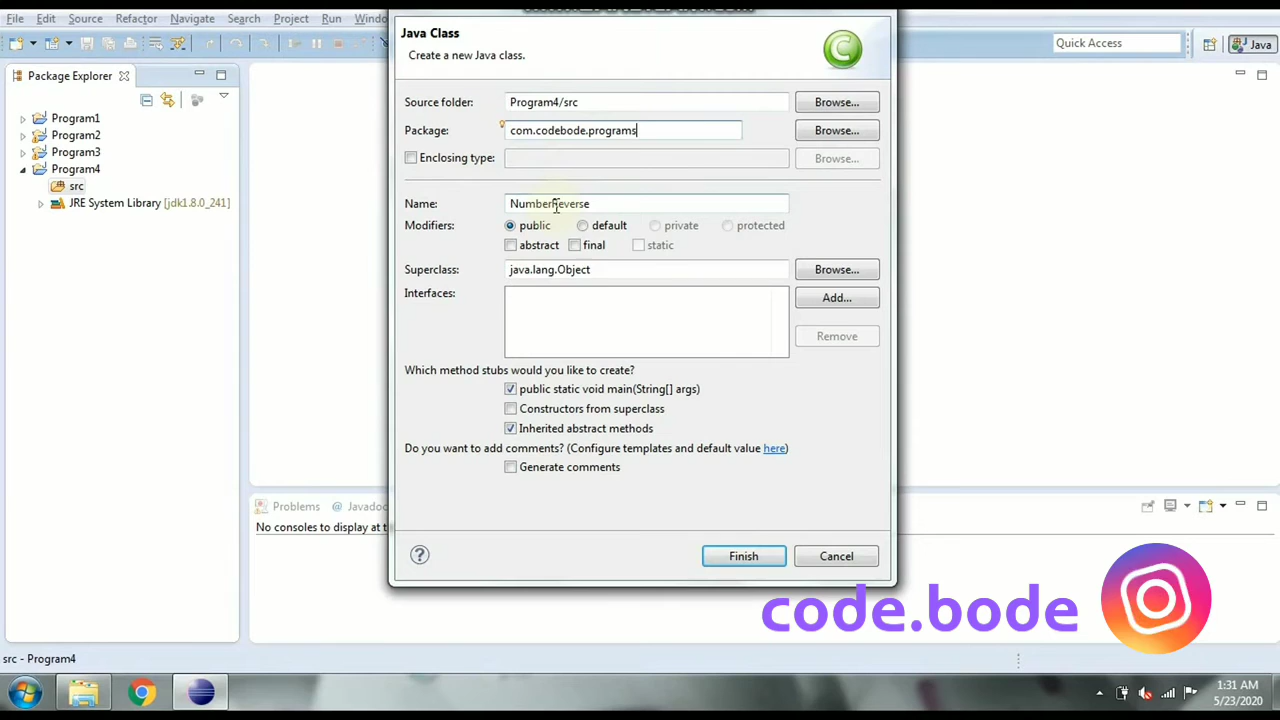 File Edit Source Refactor Navigate Search Project Run
Quick Access
Java
Package Explorer
Program1
Program2
Program3
Program4
src
JRE System Library [jdk1.8.0_241]
Java Class
Create a new Java class.
Source folder: Program4/src Browse...
Package: com.codebode.programs Browse...
Enclosing type: Browse...
Name: NumberReverse
Modifiers: public default private protected
abstract final static
Superclass: java.lang.Object Browse...
Interfaces: Add...
Remove
Which method stubs would you like to create?
public static void main(String[] args)
Constructors from superclass
Inherited abstract methods
Do you want to add comments? (Configure templates and default value here)
Generate comments
Finish Cancel
Problems @ Javadoc
No consoles to display at
code.bode
src - Program4
1:31 AM
5/23/2020